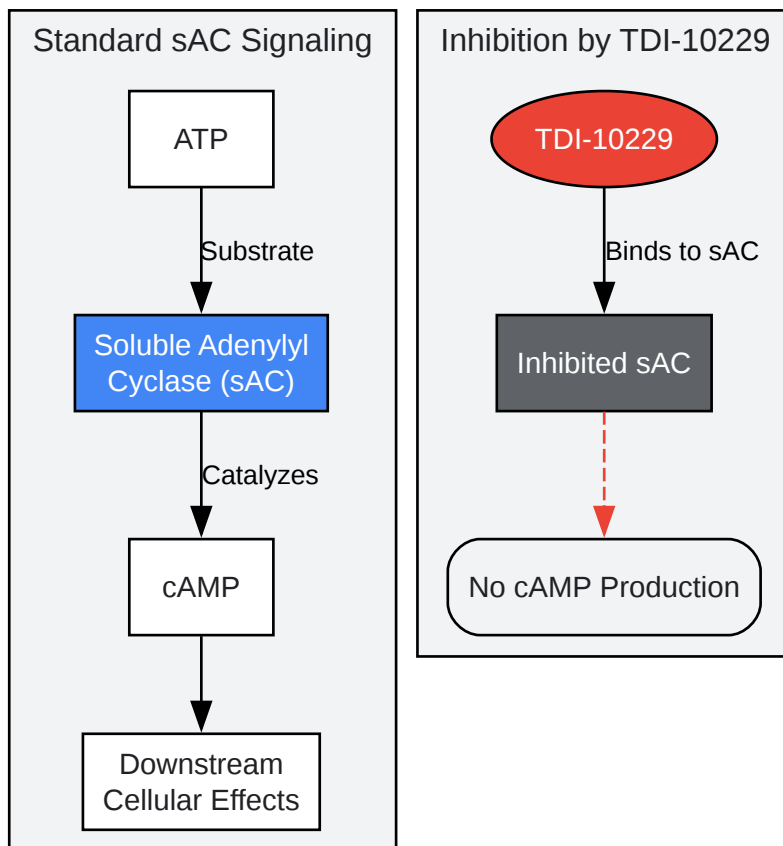 Standard sAC Signaling
ATP
Substrate
Soluble Adenylyl
Cyclase (sAC)
Catalyzes
cAMP
Downstream
Cellular Effects
Inhibition by TDI-10229
TDI-10229
Binds to sAC
Inhibited sAC
No cAMP Production